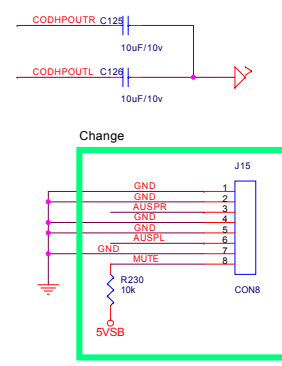 CODHPOUTR C125
10uF/10v
CODHPOUTL C126
10uF/10v
Change
J15
GND 1
GND 2
AUSPR 3
GND 4
GND 5
AUSPL 6
GND 7
MUTE 8
R230
10k
CON8
5VSB